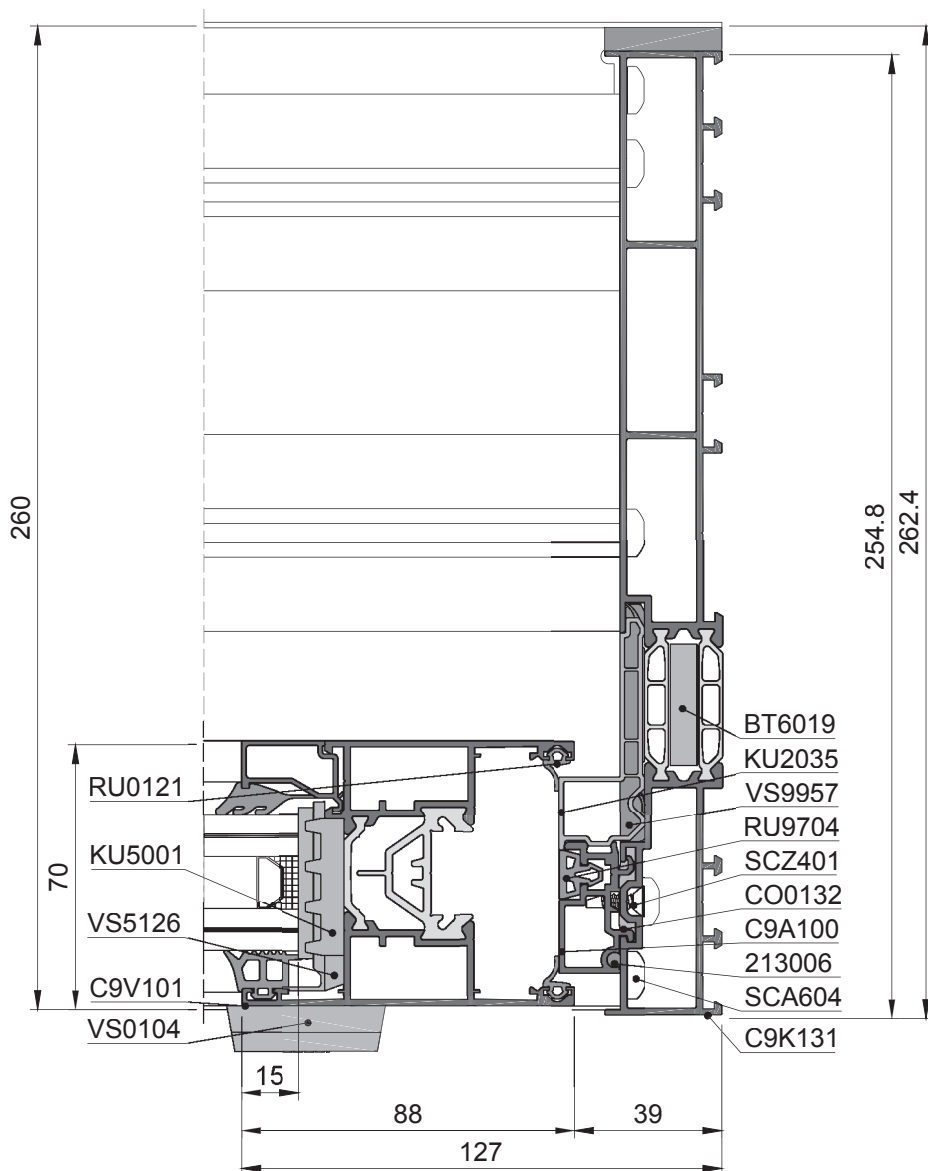 260
254.8
262.4
70
BT6019
KU2035
VS9957
RU9704
SCZ401
CO0132
C9A100
213006
SCA604
C9K131
RU0121
KU5001
VS5126
C9V101
VS0104
15
88
39
127